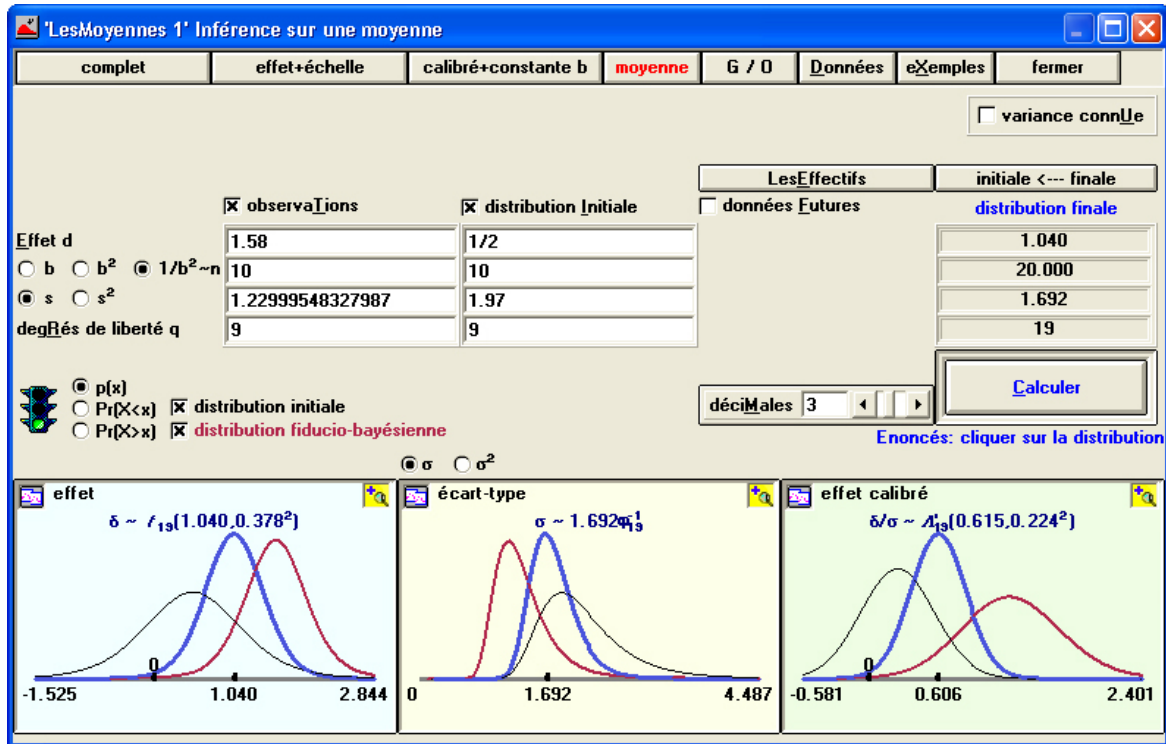 'LesMoyennes 1' Inférence sur une moyenne
complet effet+échelle calibré+constante b moyenne G / O Données eXemples fermer
variance connUe
LesEffectifs initiale <--- finale
observaTions distribution Initiale données Futures distribution finale
Effet d 1.58 1/2 1.040
b b² 1/b²~n 10 10 20.000
s s² 1.22999548327987 1.97 1.692
degRés de liberté q 9 9 19
p(x)
Pr(X<x) distribution initiale
Pr(X>x) distribution fiducio-bayésienne
déciMales 3
Calculer
Enoncés: cliquer sur la distribution
σ σ²
effet
δ ~ t₁₉(1.040,0.378²)
0
-1.525 1.040 2.844
écart-type
σ ~ 1.692φ₁₉⁻¹
0 1.692 4.487
effet calibré
δ/σ ~ Λ'₁₉(0.615,0.224²)
0
-0.581 0.606 2.401